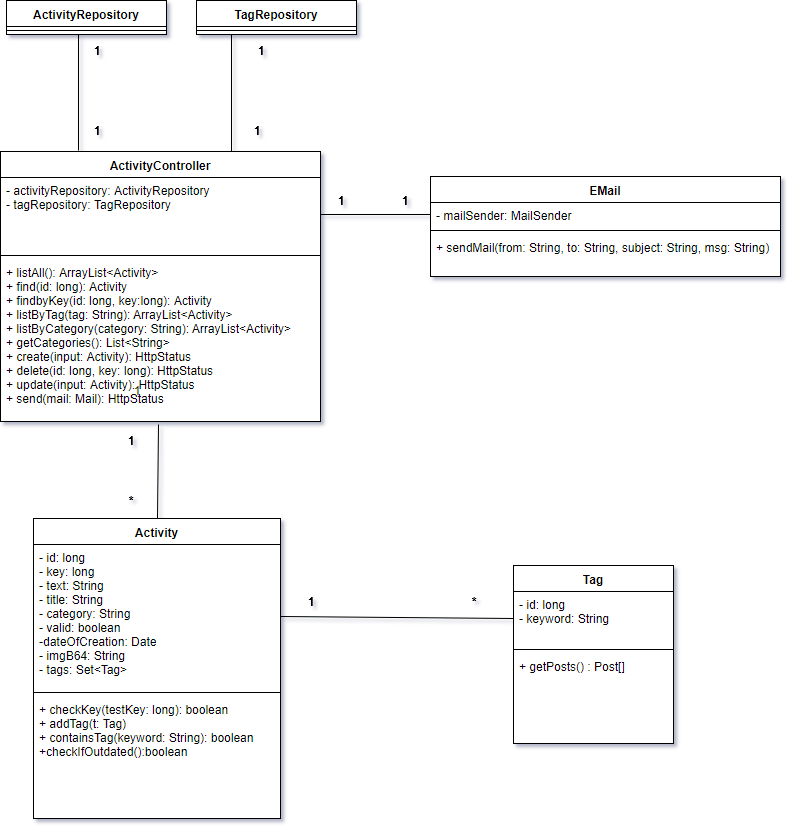 ActivityRepository
TagRepository
1
1
1
1
ActivityController
- activityRepository: ActivityRepository
- tagRepository: TagRepository
+ listAll(): ArrayList<Activity>
+ find(id: long): Activity
+ findbyKey(id: long, key:long): Activity
+ listByTag(tag: String): ArrayList<Activity>
+ listByCategory(category: String): ArrayList<Activity>
+ getCategories(): List<String>
+ create(input: Activity): HttpStatus
+ delete(id: long, key: long): HttpStatus
+ update(input: Activity): HttpStatus
1
+ send(mail: Mail): HttpStatus
1
1
EMail
- mailSender: MailSender
+ sendMail(from: String, to: String, subject: String, msg: String)
1
*
Activity
- id: long
- key: long
- text: String
- title: String
- category: String
- valid: boolean
-dateOfCreation: Date
- imgB64: String
- tags: Set<Tag>
+ checkKey(testKey: long): boolean
+ addTag(t: Tag)
+ containsTag(keyword: String): boolean
+checkIfOutdated():boolean
1
*
Tag
- id: long
- keyword: String
+ getPosts() : Post[]